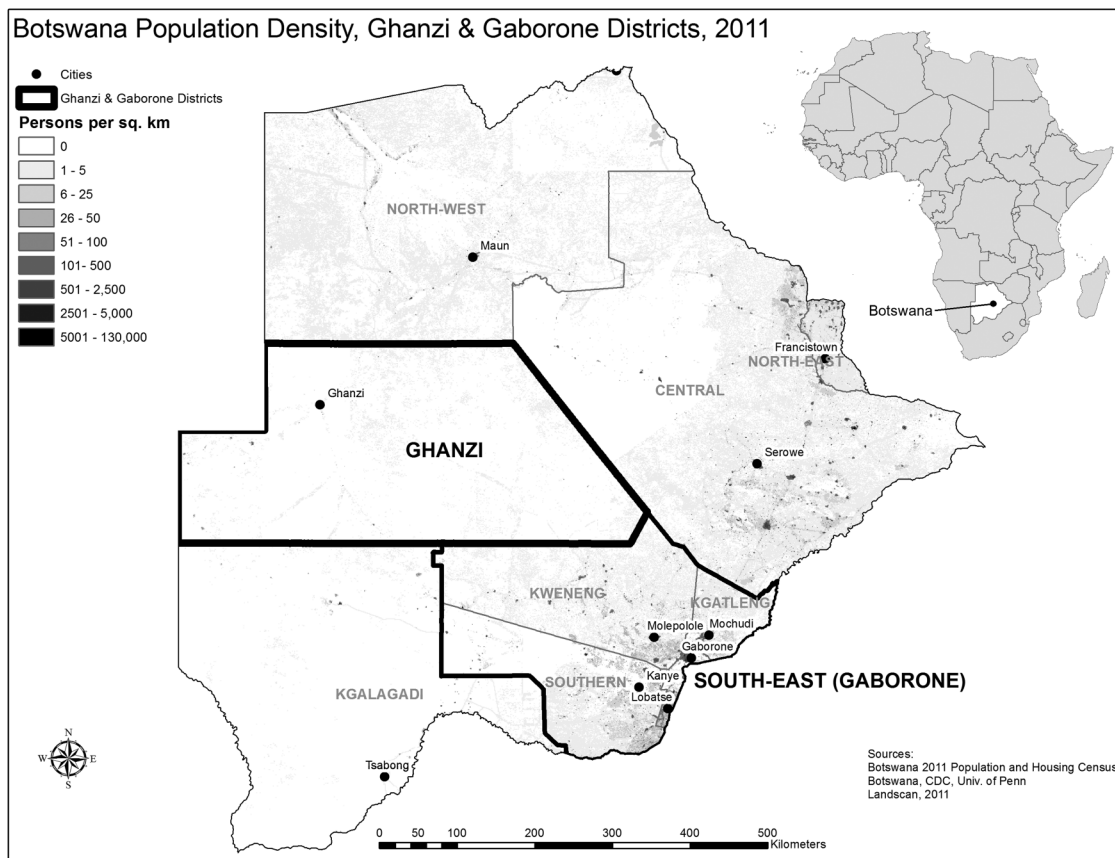 Botswana Population Density, Ghanzi & Gaborone Districts, 2011
Cities
Ghanzi & Gaborone Districts
Persons per sq. km
0
1 - 5
6 - 25
26 - 50
51 - 100
101- 500
501 - 2,500
2501 - 5,000
5001 - 130,000
Botswana
NORTH-WEST
Maun
Francistown
NORTH-EAST
CENTRAL
Ghanzi
GHANZI
Serowe
KWENENG
KGATLENG
Molepolole
Mochudi
Gaborone
Kanye
SOUTHERN
SOUTH-EAST (GABORONE)
KGALAGADI
Lobatse
Tsabong
N
W
E
S
Sources:
Botswana 2011 Population and Housing Census
Botswana, CDC, Univ. of Penn
Landscan, 2011
0 50 100 200 300 400 500
Kilometers